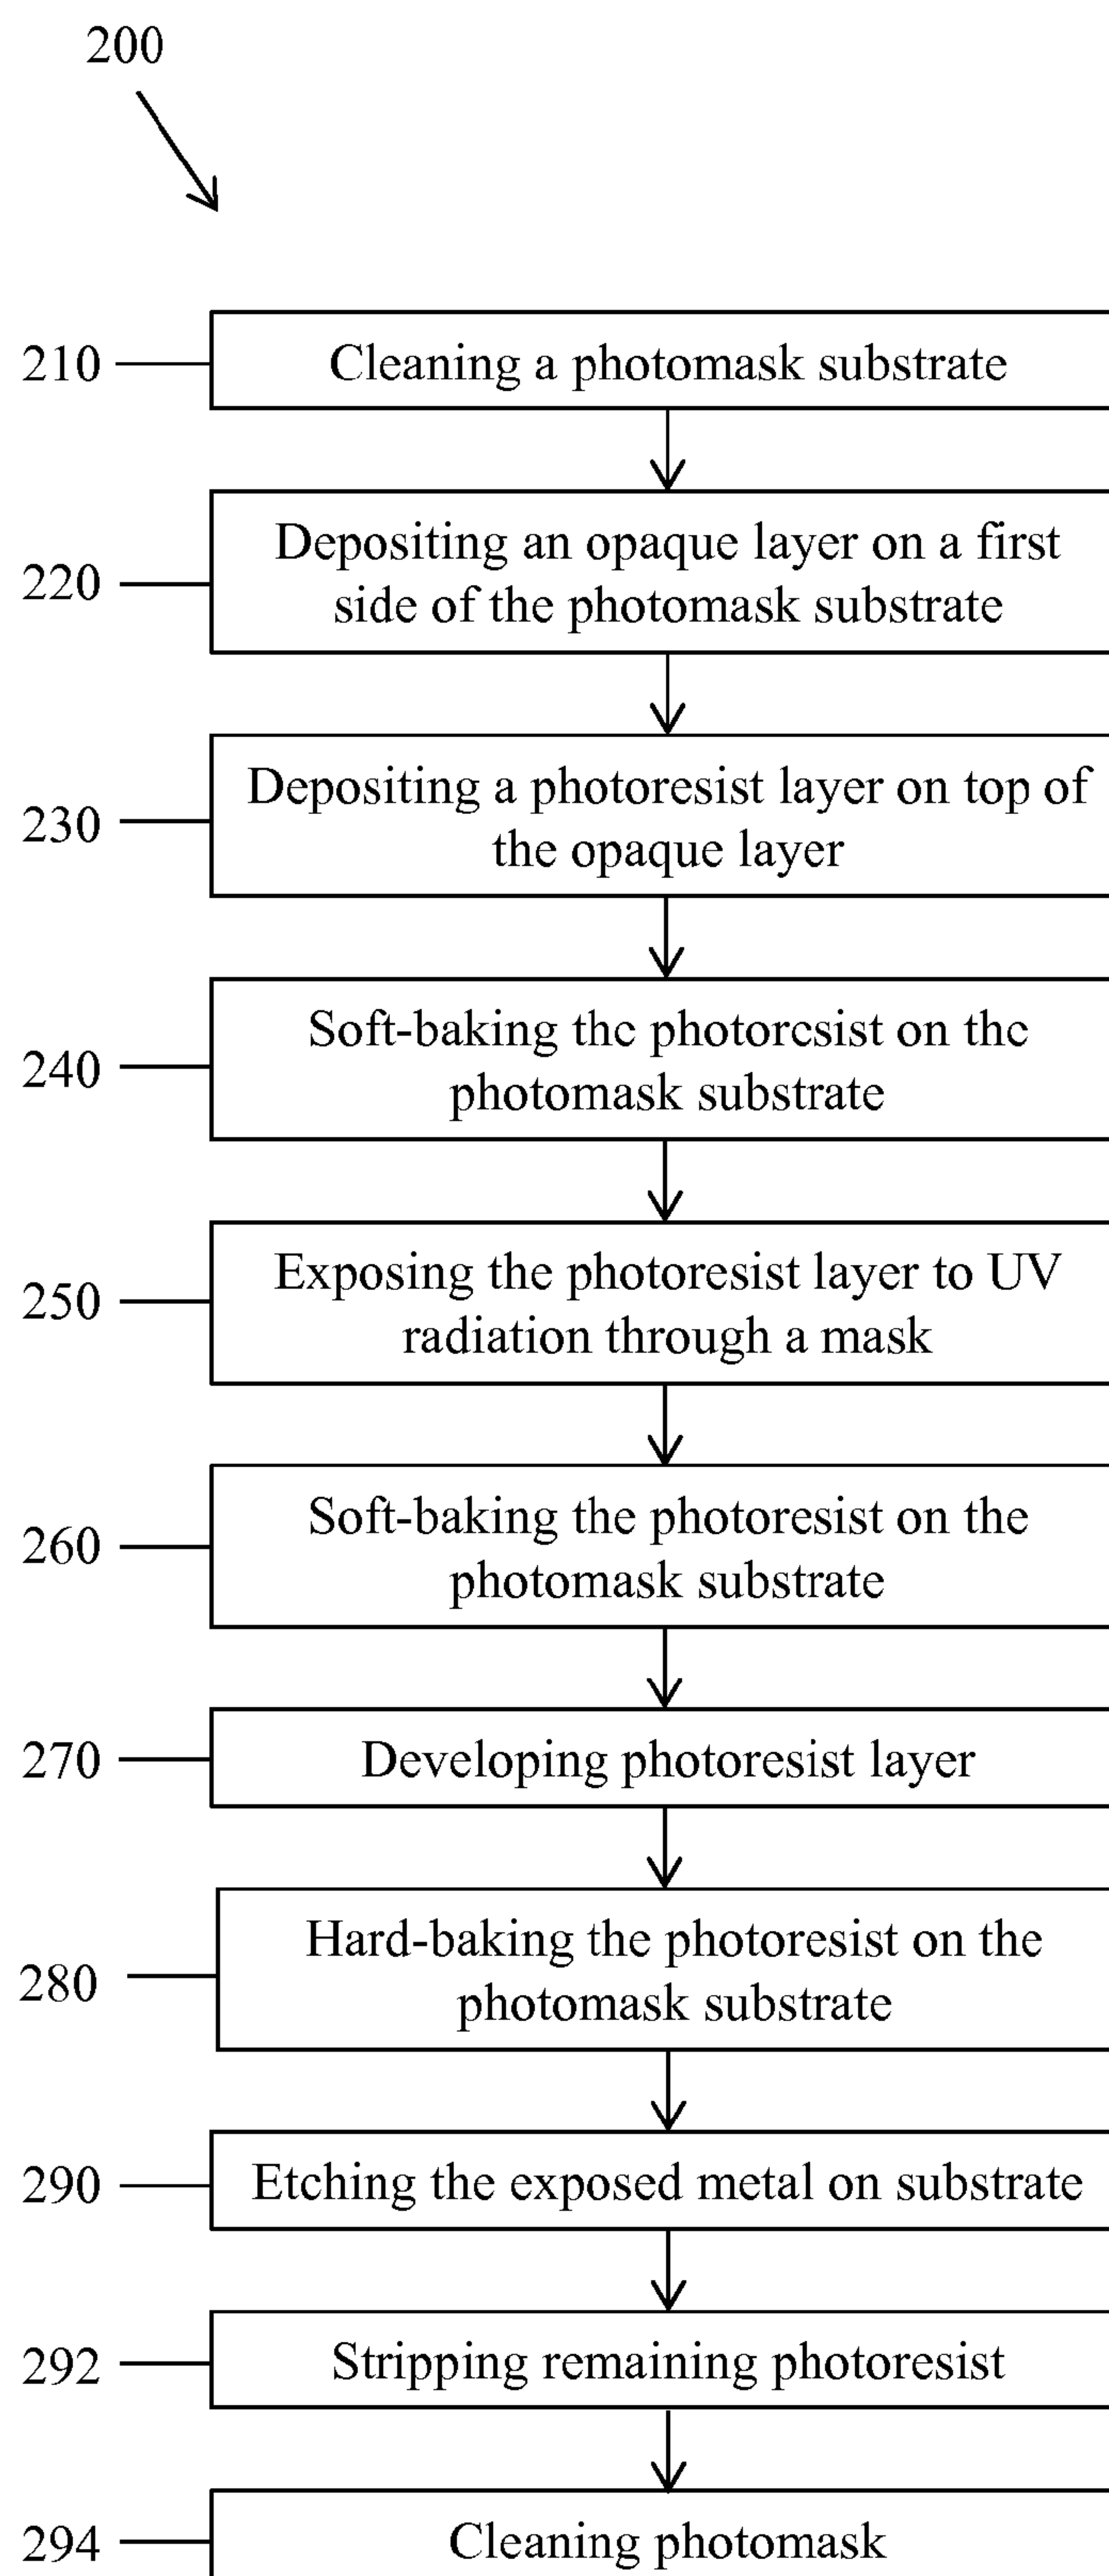 200
210
Cleaning a photomask substrate
220
Depositing an opaque layer on a first
side of the photomask substrate
230
Depositing a photoresist layer on top of
the opaque layer
240
Soft-baking the photoresist on the
photomask substrate
250
Exposing the photoresist layer to UV
radiation through a mask
260
Soft-baking the photoresist on the
photomask substrate
270
Developing photoresist layer
280
Hard-baking the photoresist on the
photomask substrate
290
Etching the exposed metal on substrate
292
Stripping remaining photoresist
294
Cleaning photomask